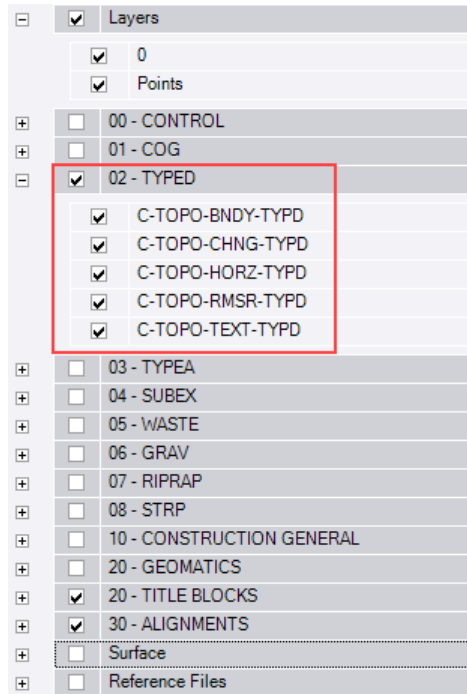 Layers
0
Points
00 - CONTROL
01 - COG
02 - TYPED
C-TOPO-BNDY-TYPD
C-TOPO-CHNG-TYPD
C-TOPO-HORZ-TYPD
C-TOPO-RMSR-TYPD
C-TOPO-TEXT-TYPD
03 - TYPEA
04 - SUBEX
05 - WASTE
06 - GRAV
07 - RIPRAP
08 - STRP
10 - CONSTRUCTION GENERAL
20 - GEOMATICS
20 - TITLE BLOCKS
30 - ALIGNMENTS
Surface
Reference Files